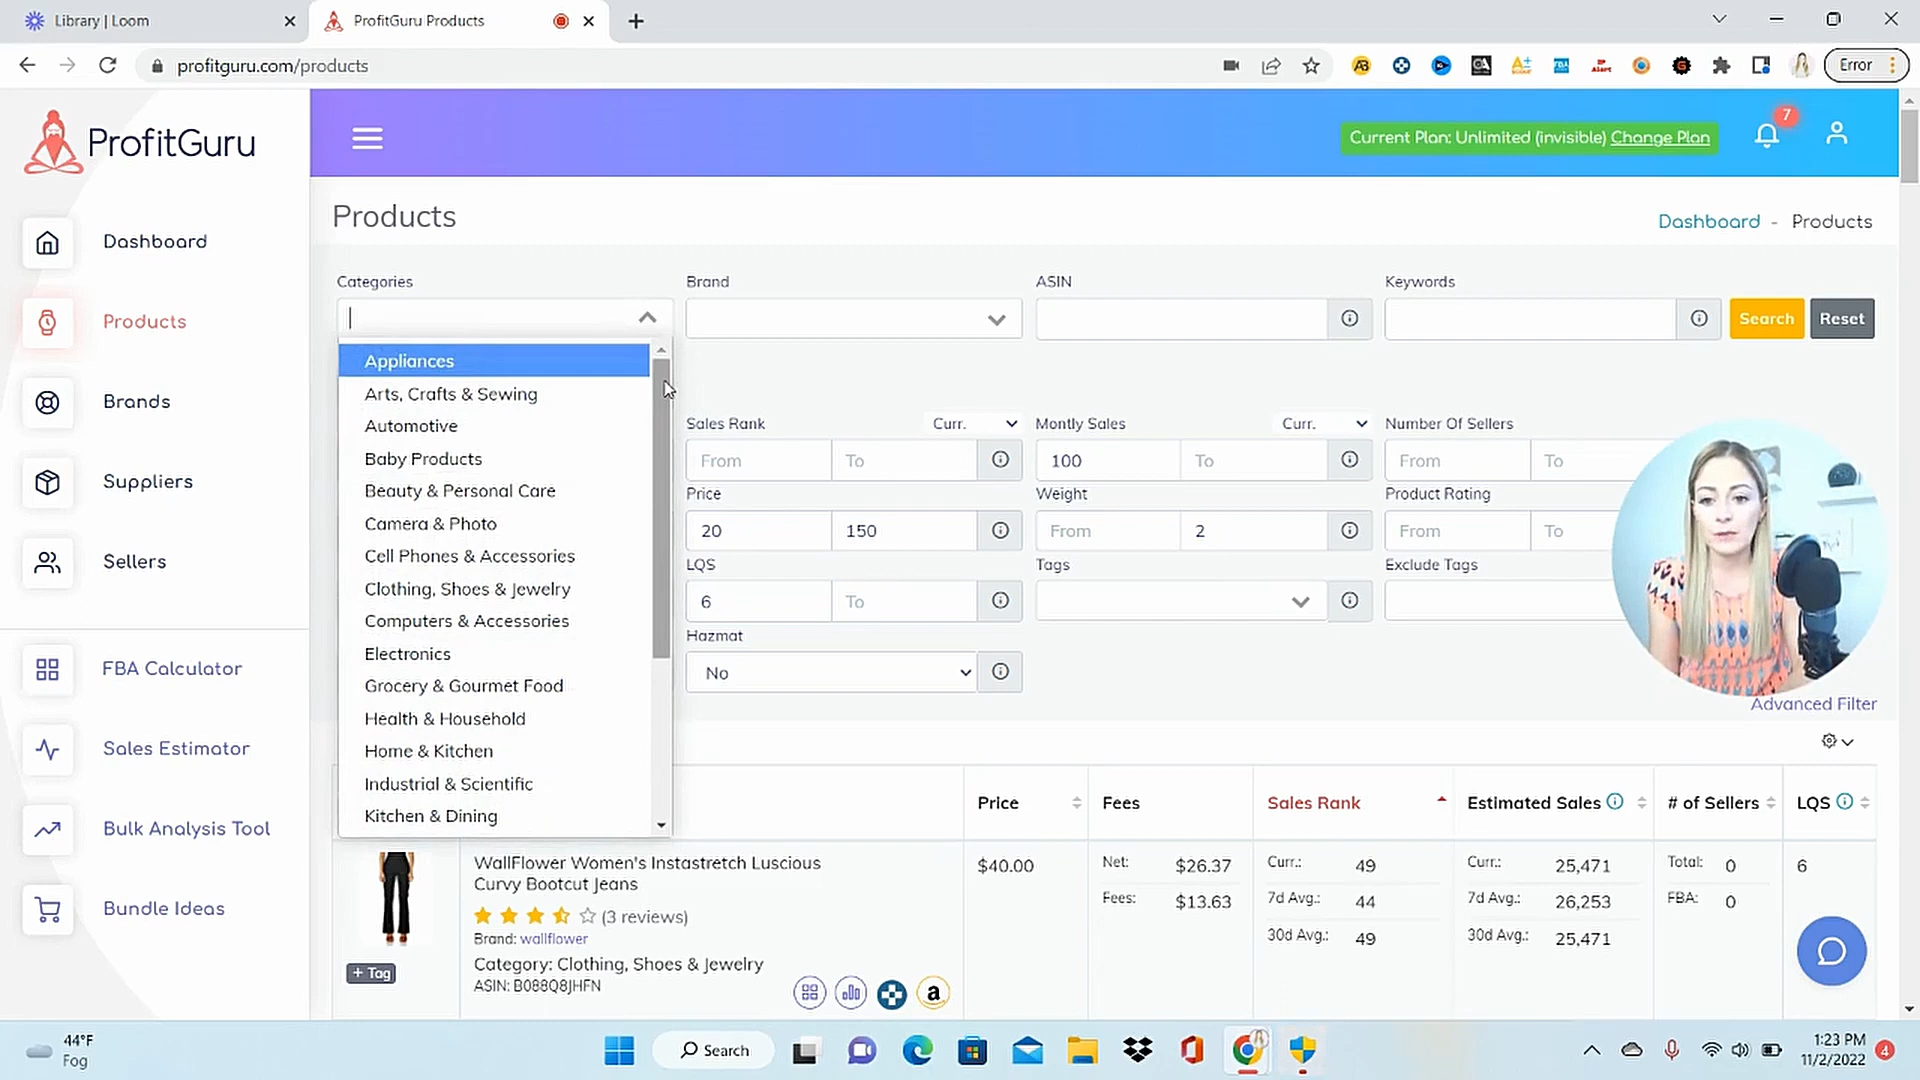 Library | Loom
ProfitGuru Products
profitguru.com/products
Error
ProfitGuru
Current Plan: Unlimited (invisible) Change Plan
7
Dashboard
Products
Brands
Suppliers
Sellers
FBA Calculator
Sales Estimator
Bulk Analysis Tool
Bundle Ideas
Products
Dashboard - Products
Categories
Brand
ASIN
Keywords
Search
Reset
Appliances
Arts, Crafts & Sewing
Automotive
Baby Products
Beauty & Personal Care
Camera & Photo
Cell Phones & Accessories
Clothing, Shoes & Jewelry
Computers & Accessories
Electronics
Grocery & Gourmet Food
Health & Household
Home & Kitchen
Industrial & Scientific
Kitchen & Dining
Sales Rank Curr.
Montly Sales Curr.
Number Of Sellers
From To
100 To
From To
Price
Weight
Product Rating
20 150
From 2
From To
LQS
Tags
Exclude Tags
6 To
Hazmat
No
Advanced Filter
Price
Fees
Sales Rank
Estimated Sales
# of Sellers
LQS
WallFlower Women's Instastretch Luscious
Curvy Bootcut Jeans
(3 reviews)
Brand: wallflower
Category: Clothing, Shoes & Jewelry
ASIN: B088Q8JHFN
+ Tag
$40.00
Net: $26.37
Fees: $13.63
Curr.: 49
7d Avg.: 44
30d Avg.: 49
Curr.: 25,471
7d Avg.: 26,253
30d Avg.: 25,471
Total: 0
FBA: 0
6
44°F
Fog
Search
1:23 PM
11/2/2022
4